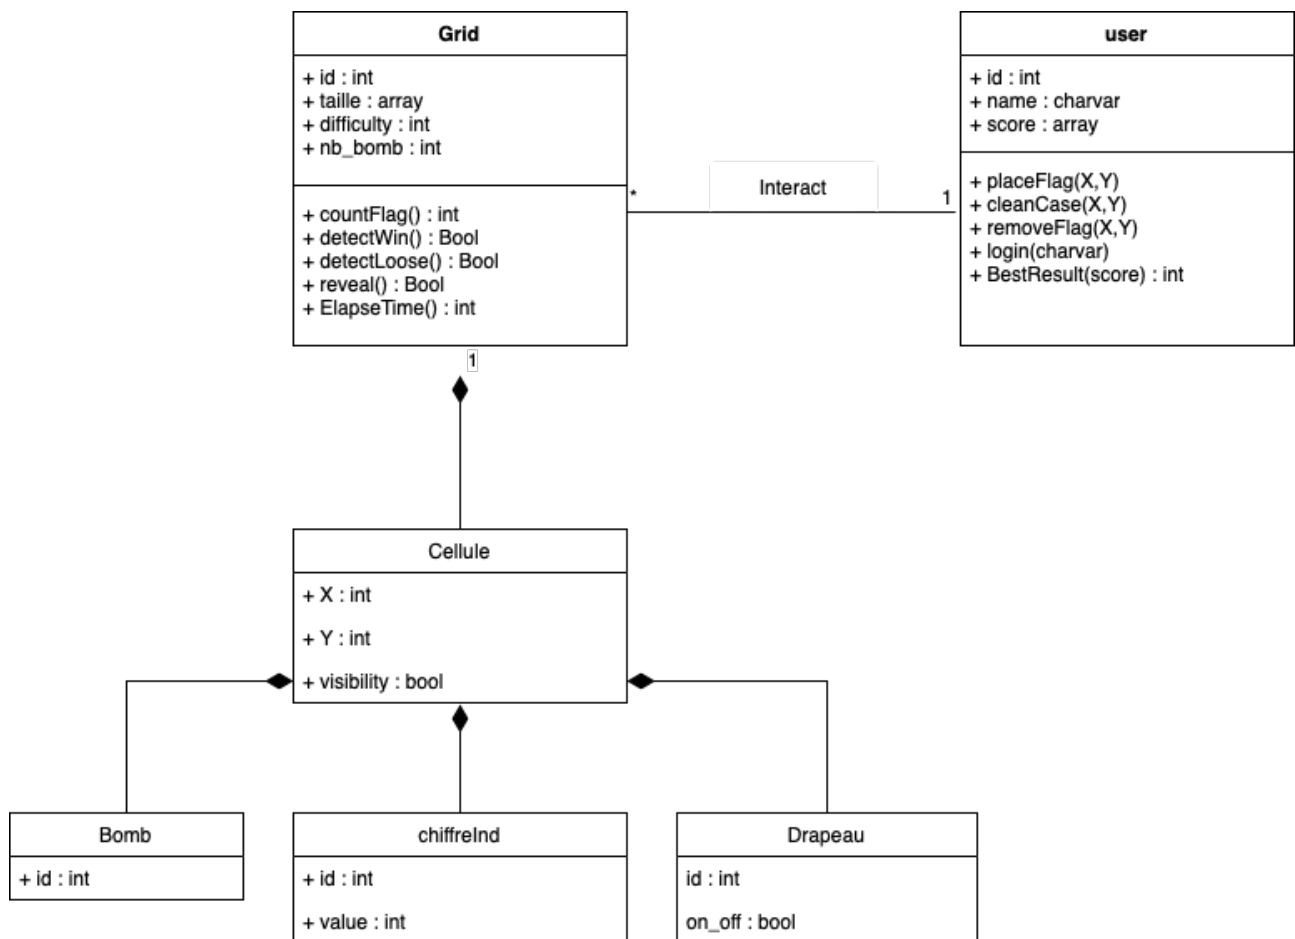 Grid
+ id : int
+ taille : array
+ difficulty : int
+ nb_bomb : int
+ countFlag() : int
+ detectWin() : Bool
+ detectLoose() : Bool
+ reveal() : Bool
+ ElapseTime() : int
user
+ id : int
+ name : charvar
+ score : array
+ placeFlag(X,Y)
+ cleanCase(X,Y)
+ removeFlag(X,Y)
+ login(charvar)
+ BestResult(score) : int
*
Interact
1
1
Cellule
+ X : int
+ Y : int
+ visibility : bool
Bomb
+ id : int
chiffreInd
+ id : int
+ value : int
Drapeau
id : int
on_off : bool